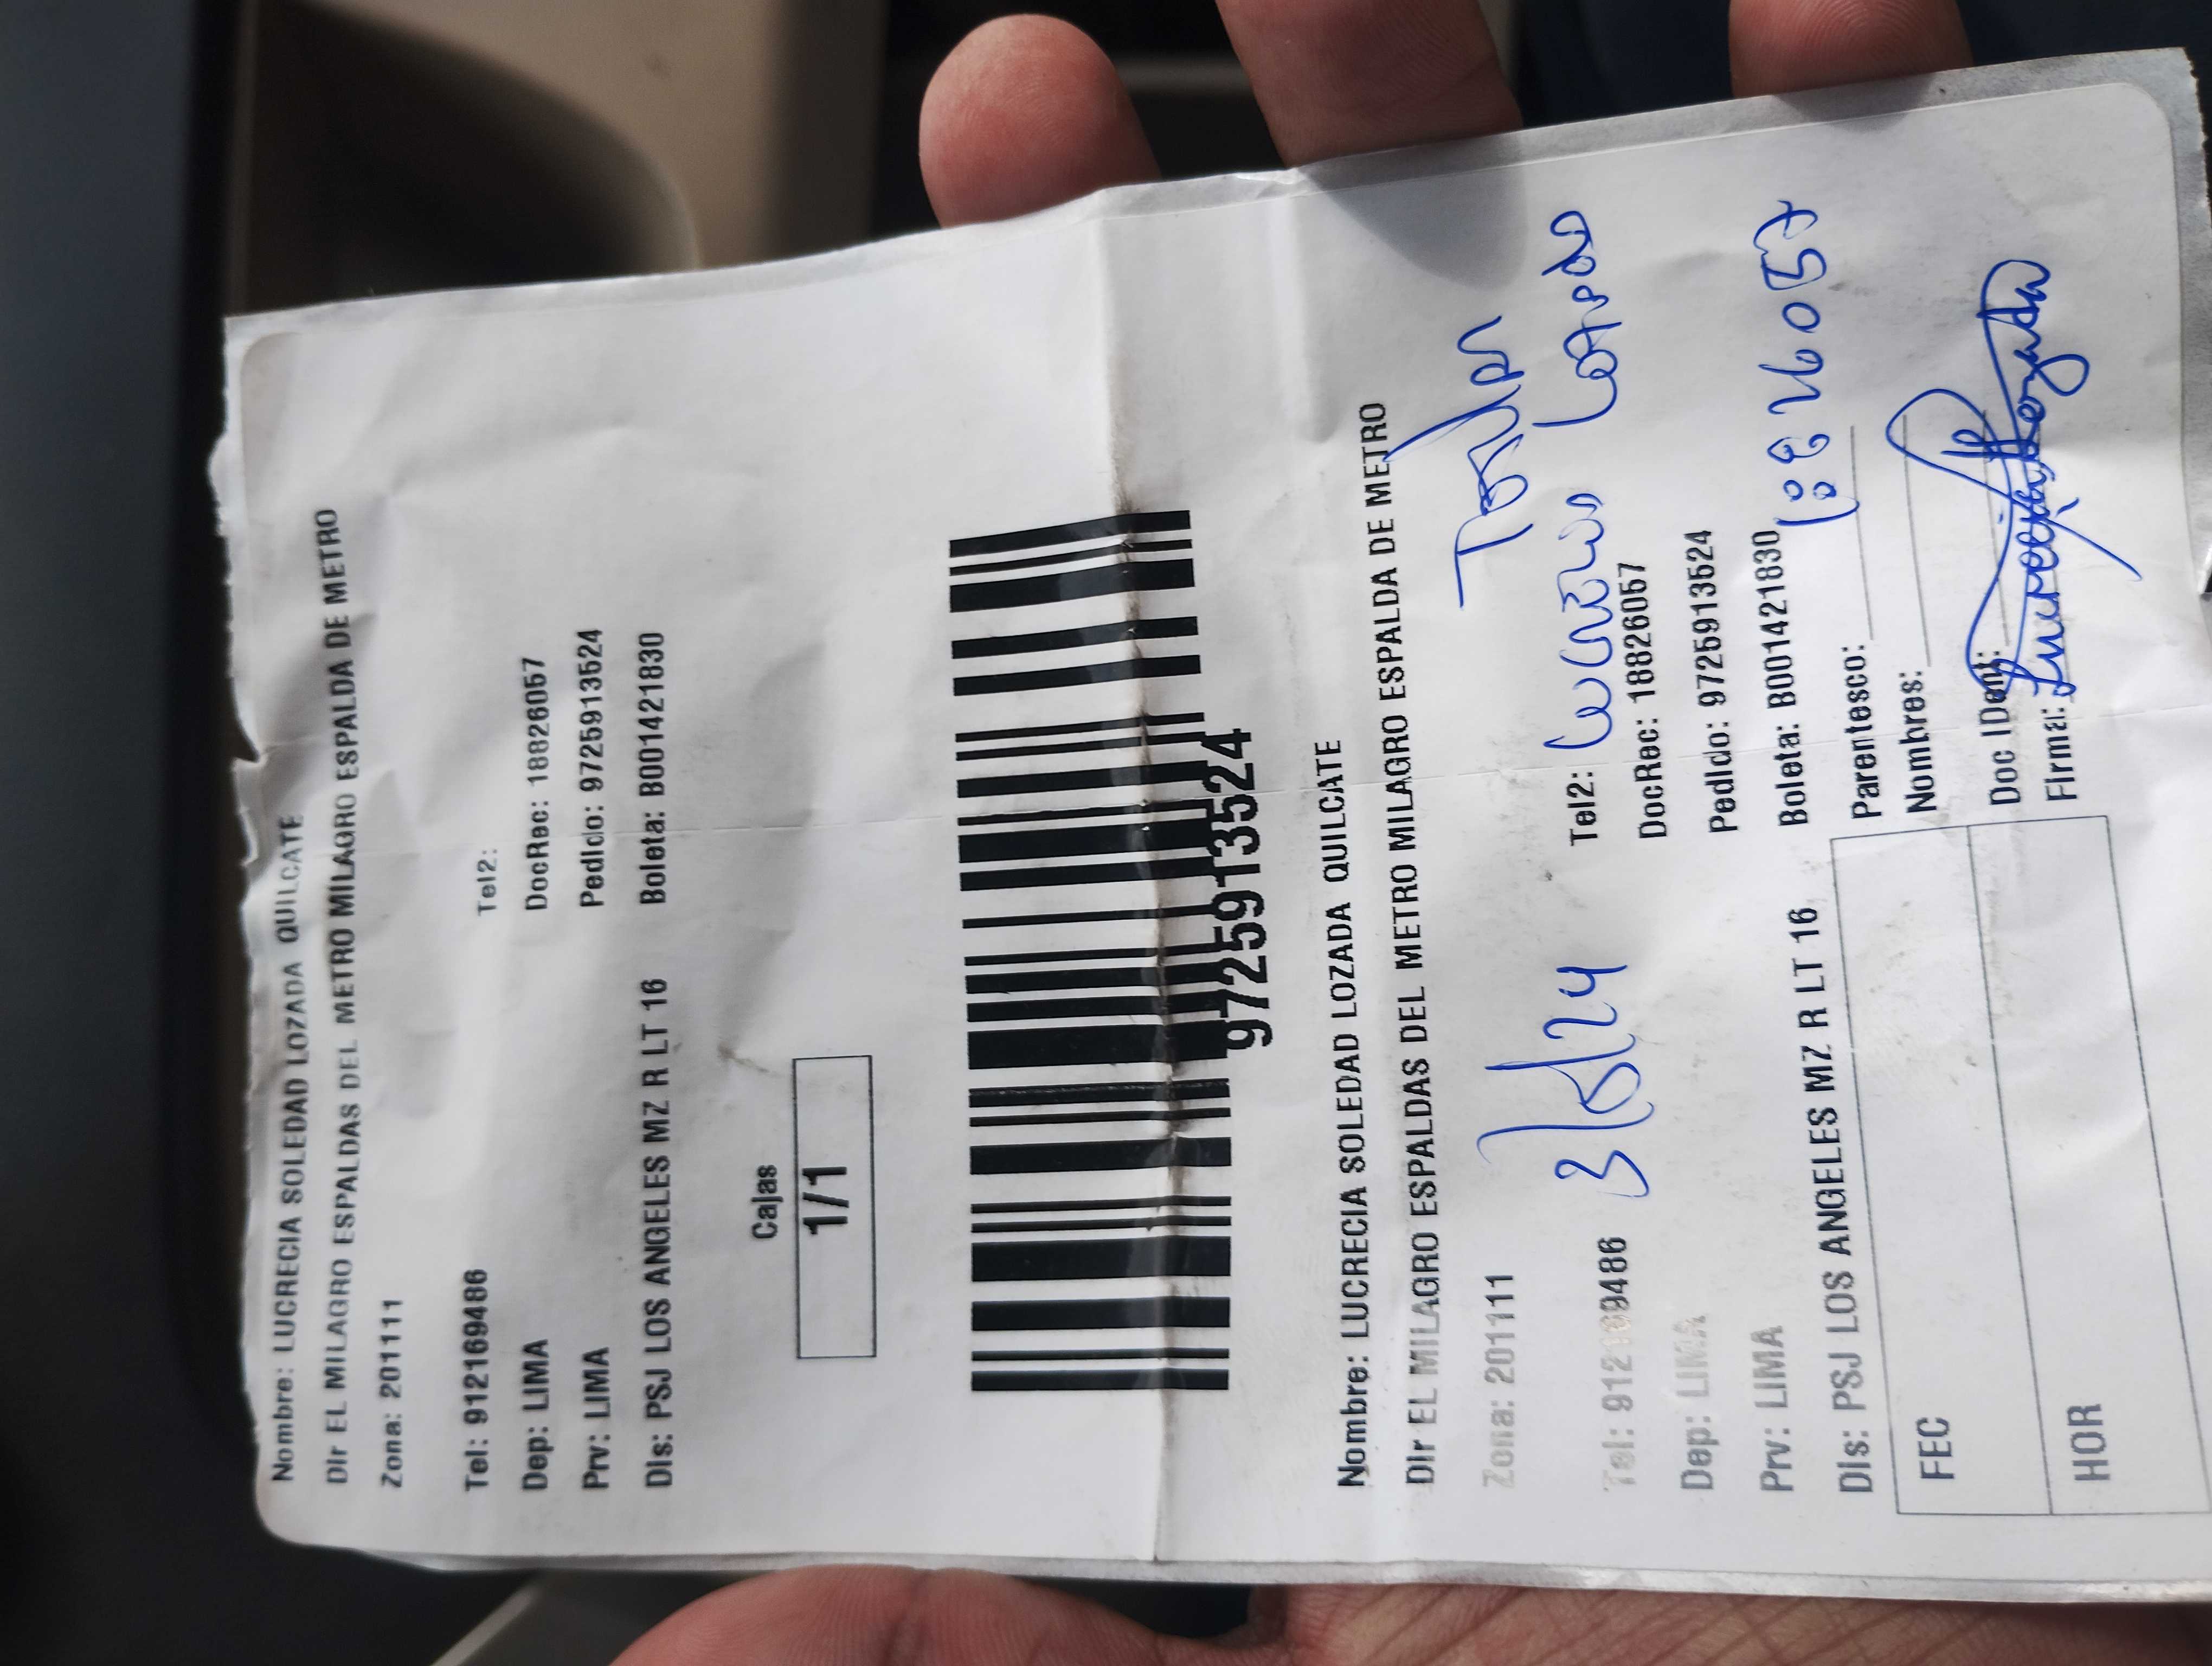 Nombre: LUCRECIA SOLEDAD LOZADA QUILCATE
Dir EL MILAGRO ESPALDAS DEL METRO MILAGRO ESPALDA DE METRO
Zona: 201111
Tel: 912169486 Tel2:
Dep: LIMA DocRec: 18826057
Prv: LIMA Pedido: 9725913524
Dis: PSJ LOS ANGELES MZ R LT 16 Boleta: B001421830
Cajas
1/1
9725913524
Nombre: LUCRECIA SOLEDAD LOZADA QUILCATE
Dir EL MILAGRO ESPALDAS DEL METRO MILAGRO ESPALDA DE METRO
Zona: 201111
Tel: 912169486 Tel2:
Dep: LIMA DocRec: 18826057
Prv: LIMA Pedido: 9725913524
Dis: PSJ LOS ANGELES MZ R LT 16 Boleta: B001421830
18826057
Parentesco:
FEC Nombres:
Doc IDent:
HOR Firma: